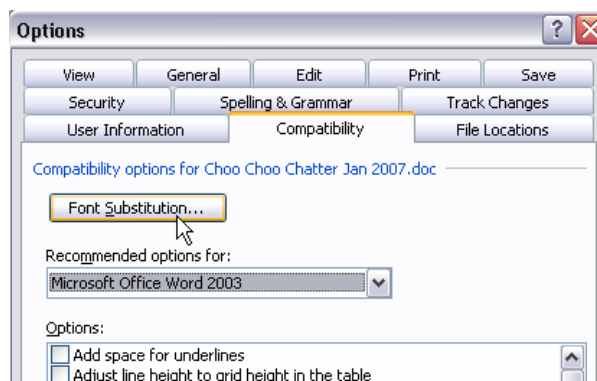 Options
View General Edit Print Save
Security Spelling & Grammar Track Changes
User Information Compatibility File Locations
Compatibility options for Choo Choo Chatter Jan 2007.doc
Font Substitution...
Recommended options for:
Microsoft Office Word 2003
Options:
Add space for underlines
Adjust line height to grid height in the table